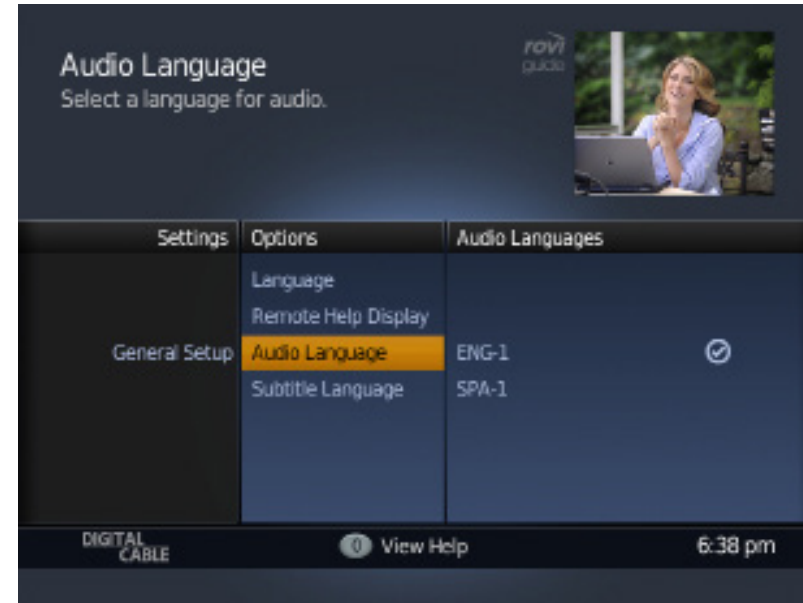 Audio Language
Select a language for audio.
rovi
guide
Settings
Options
Audio Languages
Language
Remote Help Display
General Setup
Audio Language
ENG-1
Subtitle Language
SPA-1
DIGITAL
CABLE
0 View Help
6:38 pm